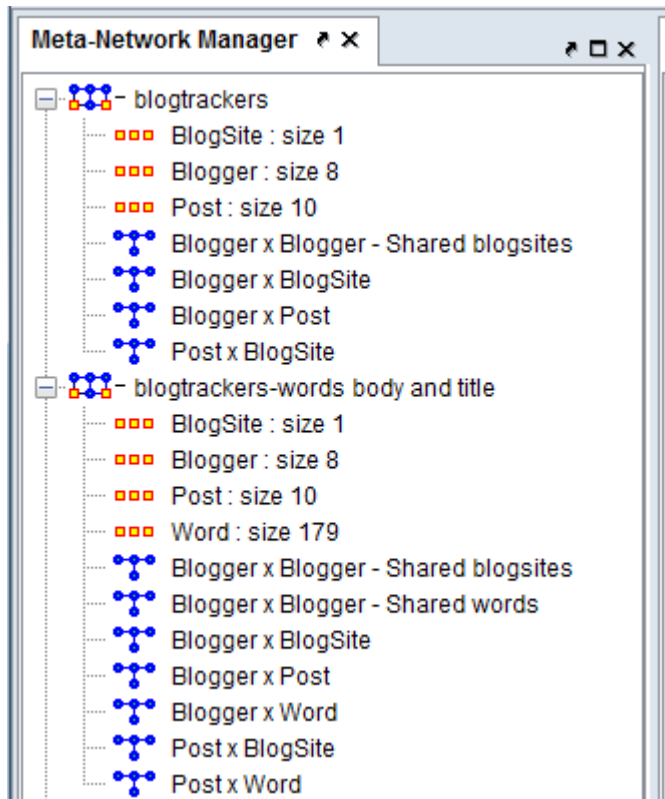 Meta-Network Manager
blogtrackers
BlogSite : size 1
Blogger : size 8
Post : size 10
Blogger x Blogger - Shared blogsites
Blogger x BlogSite
Blogger x Post
Post x BlogSite
blogtrackers-words body and title
BlogSite : size 1
Blogger : size 8
Post : size 10
Word : size 179
Blogger x Blogger - Shared blogsites
Blogger x Blogger - Shared words
Blogger x BlogSite
Blogger x Post
Blogger x Word
Post x BlogSite
Post x Word